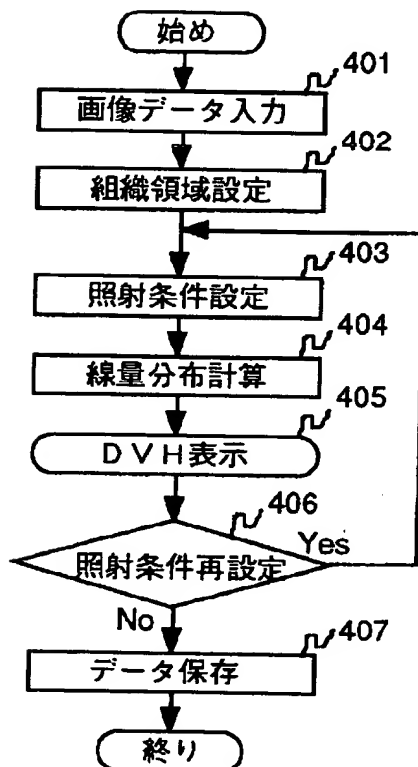 始め
401
画像データ入力
402
組織領域設定
403
照射条件設定
404
線量分布計算
405
DVH表示
406
照射条件再設定
Yes
No
407
データ保存
終り